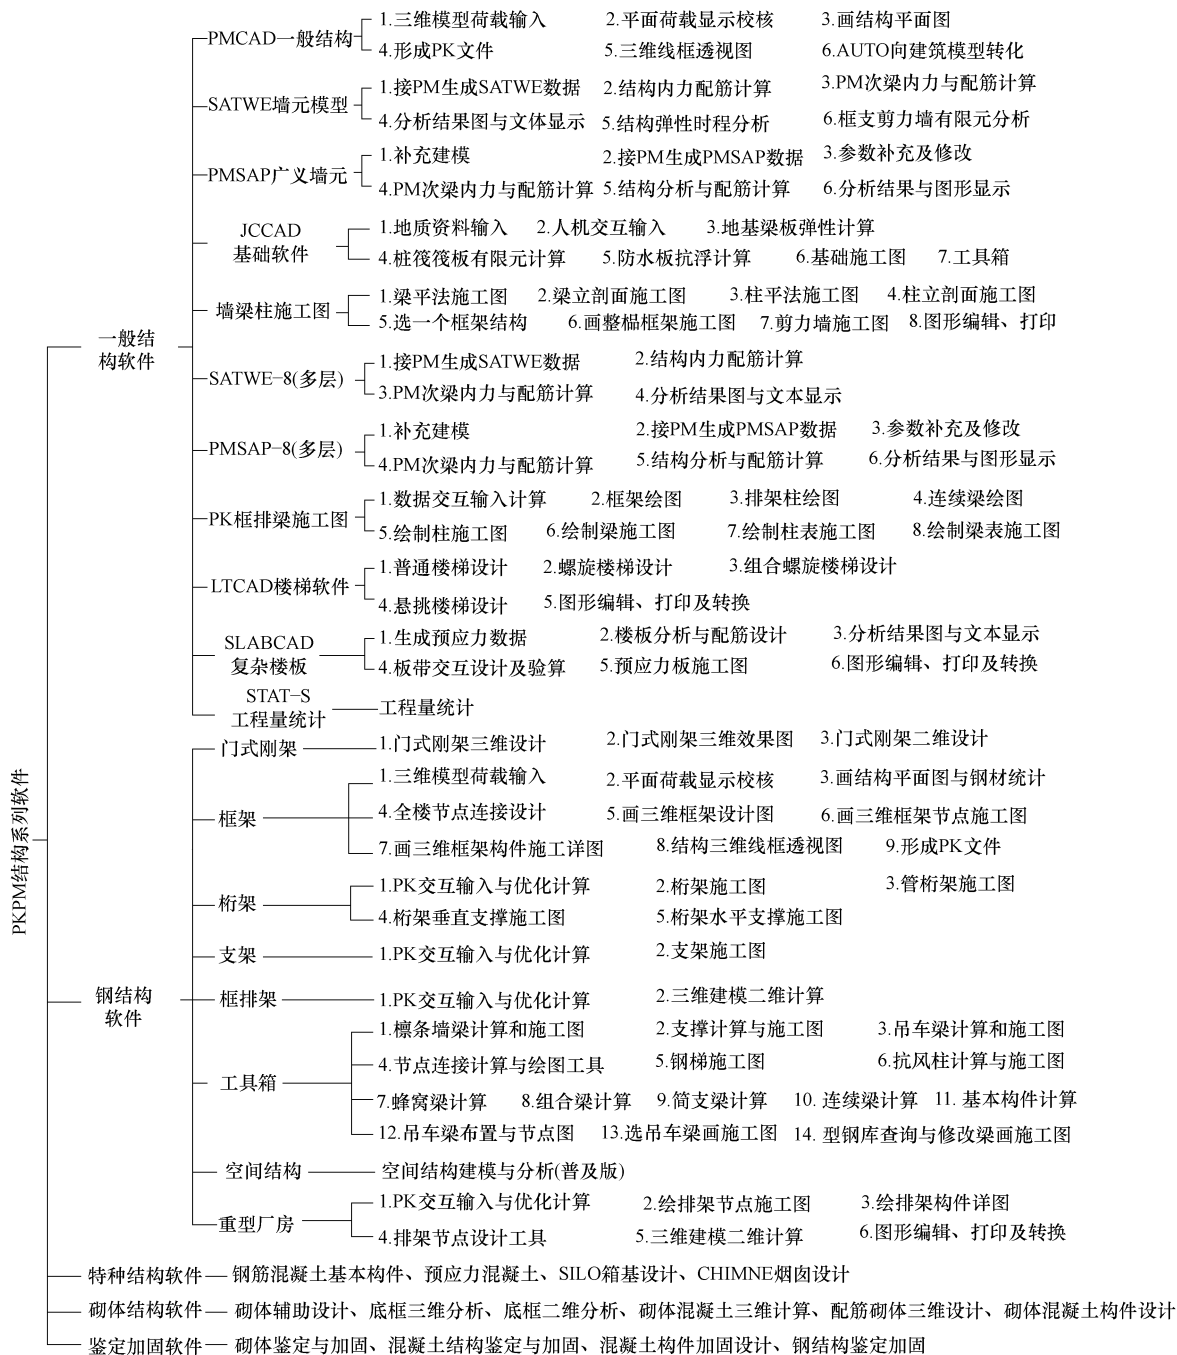 PKPM结构系列软件
一般结
构软件
PMCAD一般结构
1.三维模型荷载输入 2.平面荷载显示校核 3.画结构平面图
4.形成PK文件 5.三维线框透视图 6.AUTO向建筑模型转化
SATWE墙元模型
1.接PM生成SATWE数据 2.结构内力配筋计算 3.PM次梁内力与配筋计算
4.分析结果图与文体显示 5.结构弹性时程分析 6.框支剪力墙有限元分析
PMSAP广义墙元
1.补充建模 2.接PM生成PMSAP数据 3.参数补充及修改
4.PM次梁内力与配筋计算 5.结构分析与配筋计算 6.分析结果与图形显示
JCCAD
基础软件
1.地质资料输入 2.人机交互输入 3.地基梁板弹性计算
4.桩筏筏板有限元计算 5.防水板抗浮计算 6.基础施工图 7.工具箱
墙梁柱施工图
1.梁平法施工图 2.梁立剖面施工图 3.柱平法施工图 4.柱立剖面施工图
5.选一个框架结构 6.画整榀框架施工图 7.剪力墙施工图 8.图形编辑、打印
SATWE-8(多层)
1.接PM生成SATWE数据 2.结构内力配筋计算
3.PM次梁内力与配筋计算 4.分析结果图与文本显示
PMSAP-8(多层)
1.补充建模 2.接PM生成PMSAP数据 3.参数补充及修改
4.PM次梁内力与配筋计算 5.结构分析与配筋计算 6.分析结果与图形显示
PK框排梁施工图
1.数据交互输入计算 2.框架绘图 3.排架柱绘图 4.连续梁绘图
5.绘制柱施工图 6.绘制梁施工图 7.绘制柱表施工图 8.绘制梁表施工图
LTCAD楼梯软件
1.普通楼梯设计 2.螺旋楼梯设计 3.组合螺旋楼梯设计
4.悬挑楼梯设计 5.图形编辑、打印及转换
SLABCAD
复杂楼板
1.生成预应力数据 2.楼板分析与配筋设计 3.分析结果图与文本显示
4.板带交互设计及验算 5.预应力板施工图 6.图形编辑、打印及转换
STAT-S
工程量统计
工程量统计
钢结构
软件
门式刚架
1.门式刚架三维设计 2.门式刚架三维效果图 3.门式刚架二维设计
框架
1.三维模型荷载输入 2.平面荷载显示校核 3.画结构平面图与钢材统计
4.全楼节点连接设计 5.画三维框架设计图 6.画三维框架节点施工图
7.画三维框架构件施工详图 8.结构三维线框透视图 9.形成PK文件
桁架
1.PK交互输入与优化计算 2.桁架施工图 3.管桁架施工图
4.桁架垂直支撑施工图 5.桁架水平支撑施工图
支架
1.PK交互输入与优化计算 2.支架施工图
框排架
1.PK交互输入与优化计算 2.三维建模二维计算
工具箱
1.檩条墙梁计算和施工图 2.支撑计算与施工图 3.吊车梁计算和施工图
4.节点连接计算与绘图工具 5.钢梯施工图 6.抗风柱计算与施工图
7.蜂窝梁计算 8.组合梁计算 9.简支梁计算 10. 连续梁计算 11. 基本构件计算
12.吊车梁布置与节点图 13.选吊车梁画施工图 14. 型钢库查询与修改梁画施工图
空间结构
空间结构建模与分析(普及版)
重型厂房
1.PK交互输入与优化计算 2.绘排架节点施工图 3.绘排架构件详图
4.排架节点设计工具 5.三维建模二维计算 6.图形编辑、打印及转换
特种结构软件 钢筋混凝土基本构件、预应力混凝土、SILO箱基设计、CHIMNE烟囱设计
砌体结构软件 砌体辅助设计、底框三维分析、底框二维分析、砌体混凝土三维计算、配筋砌体三维设计、砌体混凝土构件设计
鉴定加固软件 砌体鉴定与加固、混凝土结构鉴定与加固、混凝土构件加固设计、钢结构鉴定加固